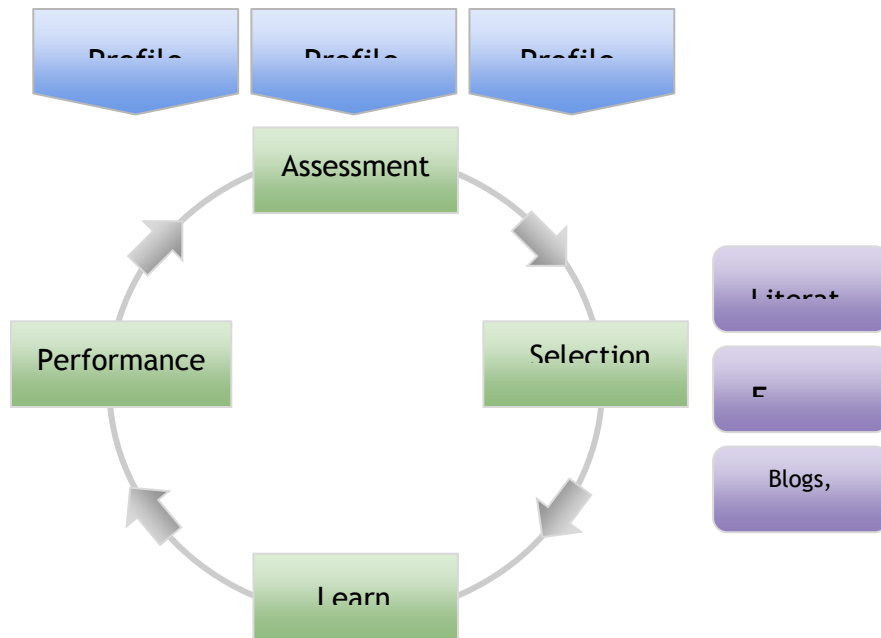 Profile
Profile
Profile
Assessment
Performance
Selection
Blogs,
Learn